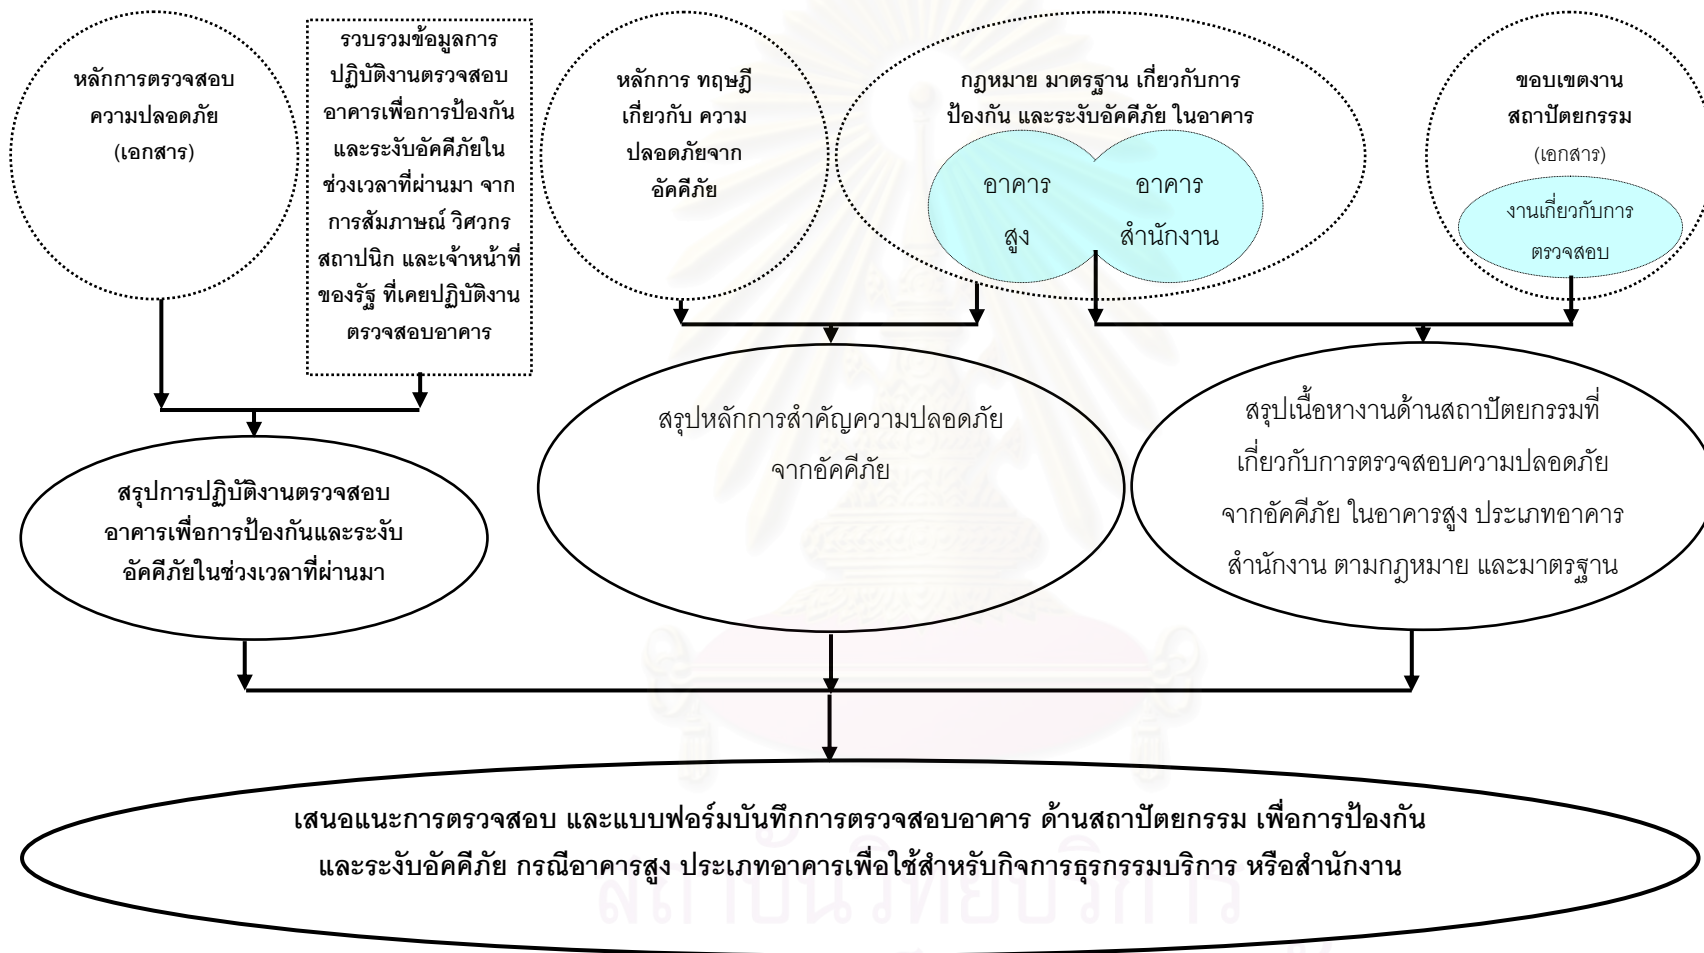 หลักการตรวจสอบ
ความปลอดภัย
(เอกสาร)
รวบรวมข้อมูลการ
ปฏิบัติงานตรวจสอบ
อาคารเพื่อการป้องกัน
และระงับอัคคีภัยใน
ช่วงเวลาที่ผ่านมา จาก
การสัมภาษณ์ วิศวกร
สถาปนิก และเจ้าหน้าที่
ของรัฐ ที่เคยปฏิบัติงาน
ตรวจสอบอาคาร
หลักการ ทฤษฎี
เกี่ยวกับ ความ
ปลอดภัยจาก
อัคคีภัย
กฎหมาย มาตรฐาน เกี่ยวกับการ
ป้องกัน และระงับอัคคีภัย ในอาคาร
อาคาร
สูง
อาคาร
สำนักงาน
ขอบเขตงาน
สถาปัตยกรรม
(เอกสาร)
งานเกี่ยวกับการ
ตรวจสอบ
สรุปการปฏิบัติงานตรวจสอบ
อาคารเพื่อการป้องกันและระงับ
อัคคีภัยในช่วงเวลาที่ผ่านมา
สรุปหลักการสำคัญความปลอดภัย
จากอัคคีภัย
สรุปเนื้อหางานด้านสถาปัตยกรรมที่
เกี่ยวกับการตรวจสอบความปลอดภัย
จากอัคคีภัย ในอาคารสูง ประเภทอาคาร
สำนักงาน ตามกฎหมาย และมาตรฐาน
เสนอแนะการตรวจสอบ และแบบฟอร์มบันทึกการตรวจสอบอาคาร ด้านสถาปัตยกรรม เพื่อการป้องกัน
และระงับอัคคีภัย กรณีอาคารสูง ประเภทอาคารเพื่อใช้สำหรับกิจการธุรกรรมบริการ หรือสำนักงาน
สถาบันวิทยบริการ